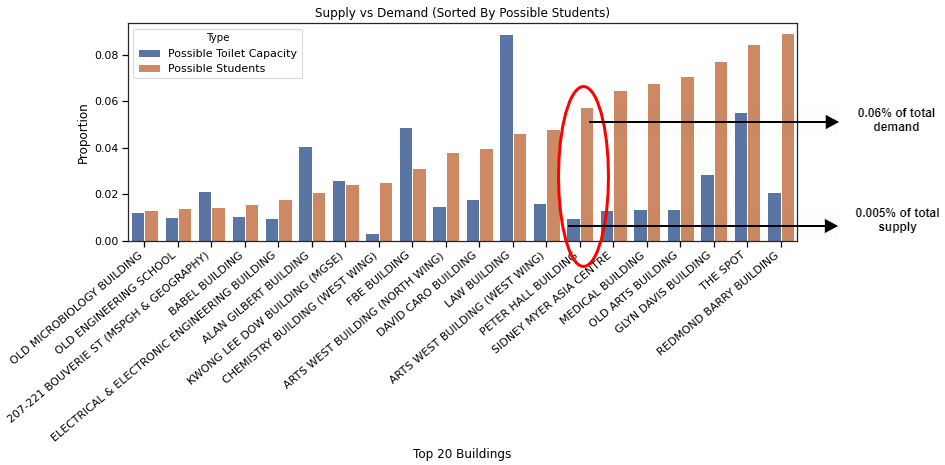 Supply vs Demand (Sorted By Possible Students)
Type
Possible Toilet Capacity
Possible Students
Proportion
0.08
0.06
0.04
0.02
0.00
0.06% of total
demand
0.005% of total
supply
OLD MICROBIOLOGY BUILDING
OLD ENGINEERING SCHOOL
207-221 BOUVERIE ST (MSPGH & GEOGRAPHY)
BABEL BUILDING
ELECTRICAL & ELECTRONIC ENGINEERING BUILDING
ALAN GILBERT BUILDING
KWONG LEE DOW BUILDING (MGSE)
CHEMISTRY BUILDING (WEST WING)
FBE BUILDING
ARTS WEST BUILDING (NORTH WING)
DAVID CARO BUILDING
LAW BUILDING
ARTS WEST BUILDING (WEST WING)
PETER HALL BUILDING
SIDNEY MYER ASIA CENTRE
MEDICAL BUILDING
OLD ARTS BUILDING
GLYN DAVIS BUILDING
THE SPOT
REDMOND BARRY BUILDING
Top 20 Buildings